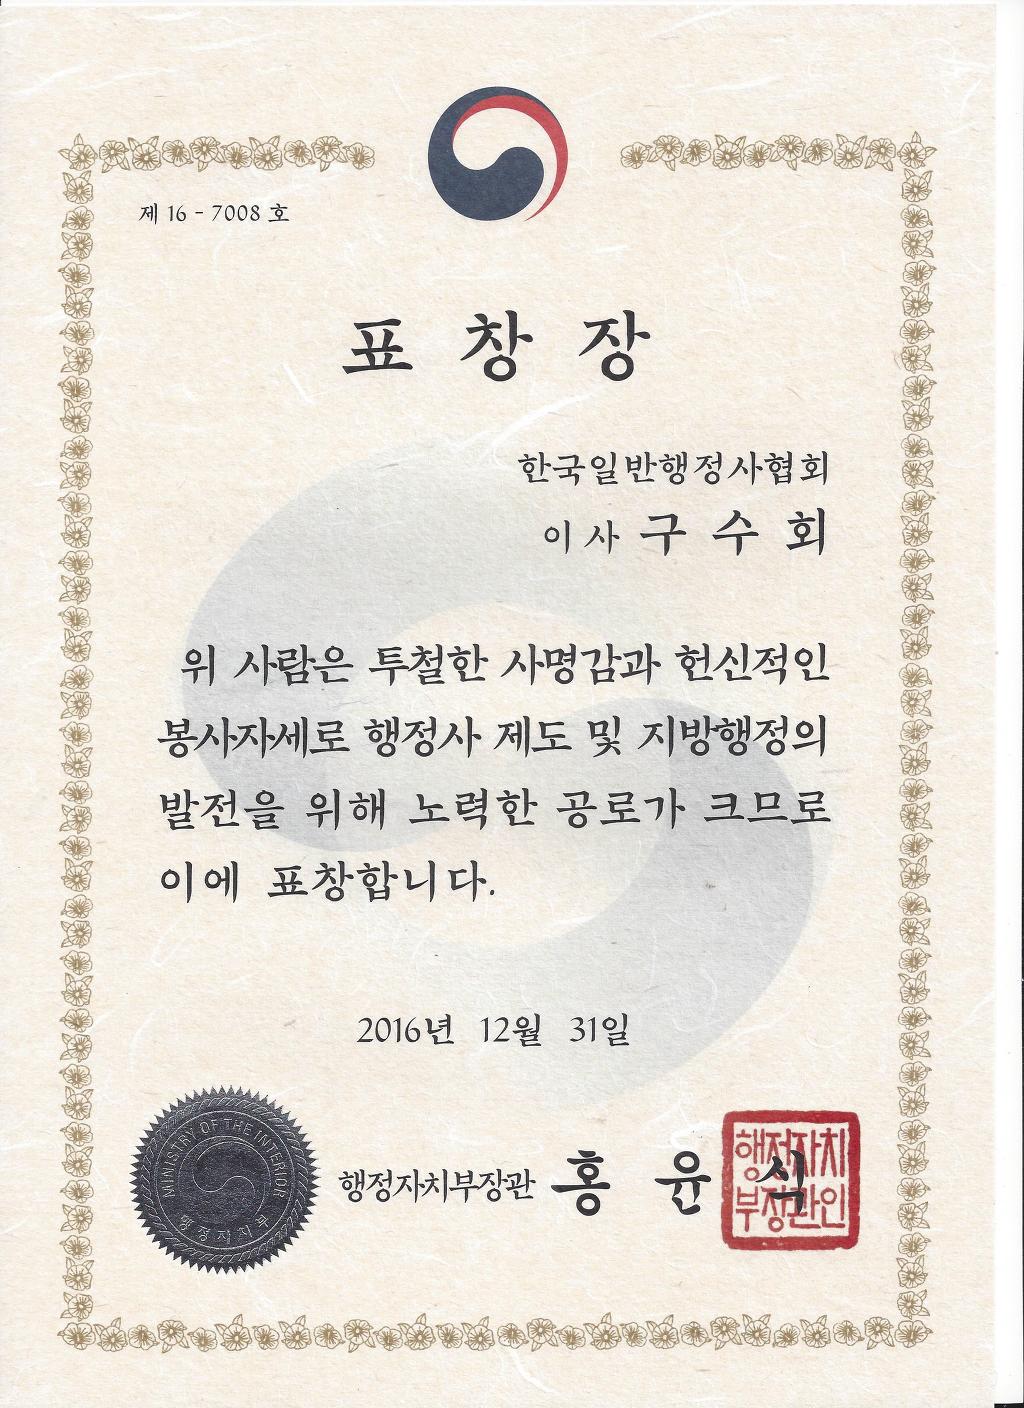 제 16 - 7008 호
표 창 장
한국일반행정사협회
이사 구 수 회
위 사람은 투철한 사명감과 헌신적인
봉사자세로 행정사 제도 및 지방행정의
발전을 위해 노력한 공로가 크므로
이에 표창합니다.
2016년 12월 31일
MINISTRY OF THE INTERIOR
행정자치부
행정자치부장관 홍 윤 식
행정자치
부장관인